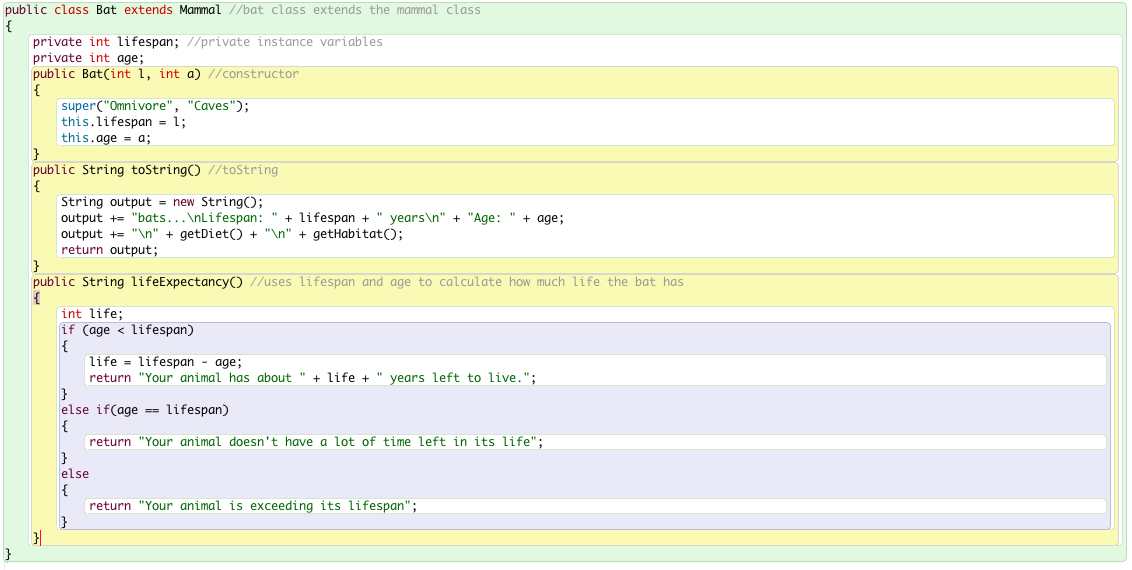 public class Bat extends Mammal //bat class extends the mammal class
{
    private int lifespan; //private instance variables
    private int age;
    public Bat(int l, int a) //constructor
    {
        super("Omnivore", "Caves");
        this.lifespan = l;
        this.age = a;
    }
    public String toString() //toString
    {
        String output = new String();
        output += "bats...\nLifespan: " + lifespan + " years\n" + "Age: " + age;
        output += "\n" + getDiet() + "\n" + getHabitat();
        return output;
    }
    public String lifeExpectancy() //uses lifespan and age to calculate how much life the bat has
    {
        int life;
        if (age < lifespan)
        {
            life = lifespan - age;
            return "Your animal has about " + life + " years left to live.";
        }
        else if(age == lifespan)
        {
            return "Your animal doesn't have a lot of time left in its life";
        }
        else
        {
            return "Your animal is exceeding its lifespan";
        }
    }
}